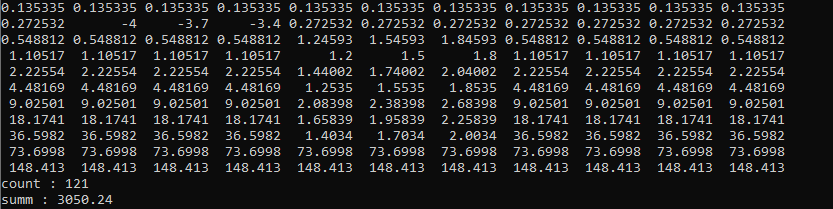 0.135335 0.135335 0.135335 0.135335 0.135335 0.135335 0.135335 0.135335 0.135335 0.135335 0.135335
0.272532 -4 -3.7 -3.4 0.272532 0.272532 0.272532 0.272532 0.272532 0.272532 0.272532
0.548812 0.548812 0.548812 0.548812 1.24593 1.54593 1.84593 0.548812 0.548812 0.548812 0.548812
1.10517 1.10517 1.10517 1.10517 1.2 1.5 1.8 1.10517 1.10517 1.10517 1.10517
2.22554 2.22554 2.22554 2.22554 1.44002 1.74002 2.04002 2.22554 2.22554 2.22554 2.22554
4.48169 4.48169 4.48169 4.48169 1.2535 1.5535 1.8535 4.48169 4.48169 4.48169 4.48169
9.02501 9.02501 9.02501 9.02501 2.08398 2.38398 2.68398 9.02501 9.02501 9.02501 9.02501
18.1741 18.1741 18.1741 18.1741 1.65839 1.95839 2.25839 18.1741 18.1741 18.1741 18.1741
36.5982 36.5982 36.5982 36.5982 1.4034 1.7034 2.0034 36.5982 36.5982 36.5982 36.5982
73.6998 73.6998 73.6998 73.6998 73.6998 73.6998 73.6998 73.6998 73.6998 73.6998 73.6998
148.413 148.413 148.413 148.413 148.413 148.413 148.413 148.413 148.413 148.413 148.413
count : 121
summ : 3050.24